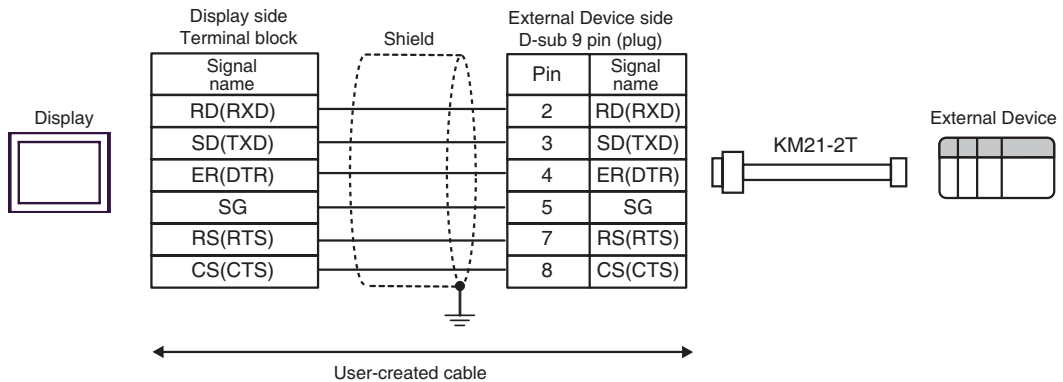 Display side
Terminal block
Shield
External Device side
D-sub 9 pin (plug)
Signal
name
Pin
Signal
name
RD(RXD)
2
RD(RXD)
SD(TXD)
3
SD(TXD)
ER(DTR)
4
ER(DTR)
SG
5
SG
RS(RTS)
7
RS(RTS)
CS(CTS)
8
CS(CTS)
Display
KM21-2T
External Device
User-created cable